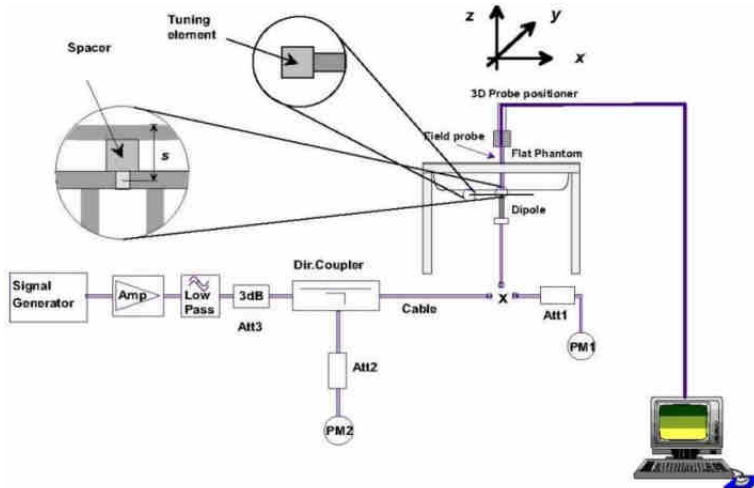 z
y
x
Tuning
element
Spacer
s
3D Probe positioner
Field probe
Flat Phantom
Dipole
Signal
Generator
Amp
Low
Pass
3dB
Att3
Dir.Coupler
Cable
x
Att1
PM1
Att2
PM2